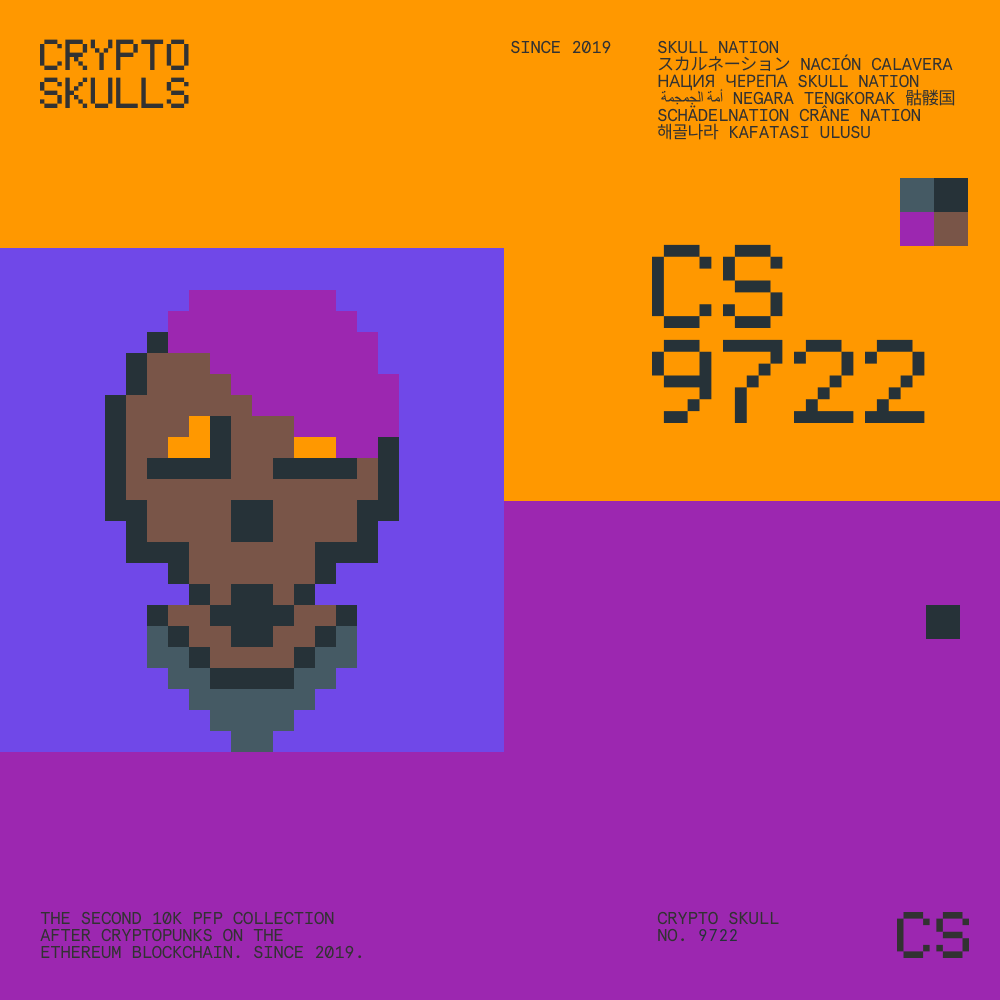 CRYPTO
SKULLS
SINCE 2019
SKULL NATION
スカルネーション NACIÓN CALAVERA
НАЦИЯ ЧЕРЕПА SKULL NATION
أمة الجمجمة NEGARA TENGKORAK 骷髅国
SCHÄDELNATION CRÂNE NATION
해골나라 KAFATASI ULUSU
CS
9722
THE SECOND 10K PFP COLLECTION
AFTER CRYPTOPUNKS ON THE
ETHEREUM BLOCKCHAIN. SINCE 2019.
CRYPTO SKULL
NO. 9722
CS